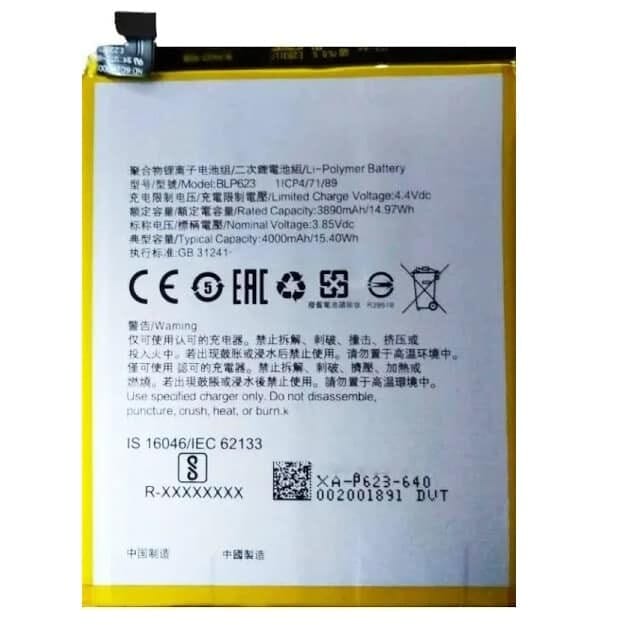 聚合物锂离子电池组/二次鋰電池組/Li-Polymer Battery
型号/型號/Model:BLP623 1ICP4/71/89
充电限制电压/充電限制電壓/Limited Charge Voltage:4.4Vdc
额定容量/額定容量/Rated Capacity:3890mAh/14.97Wh
标称电压/標稱電壓/Nominal Voltage:3.85Vdc
典型容量/Typical Capacity:4000mAh/15.40Wh
执行标准:GB 31241-
CE 5 EAC
廢電池請回收 R39518
警告/Warning
仅可使用认可的充电器。禁止拆解、刺破、撞击、挤压或
投入火中。若出现鼓胀或浸水后禁止使用。请勿置于高温环境中。
僅可使用 認可的充電器。禁止拆解、刺破、擠壓、加熱或
燃燒。若出現鼓脹或浸水後禁止使用。請勿置於高温環境中。
Use specified charger only. Do not disassemble,
puncture, crush, heat, or burn.k
IS 16046/IEC 62133
R-XXXXXXXX
XA-P623-640
002001891 DVT
中国制造 中國製造